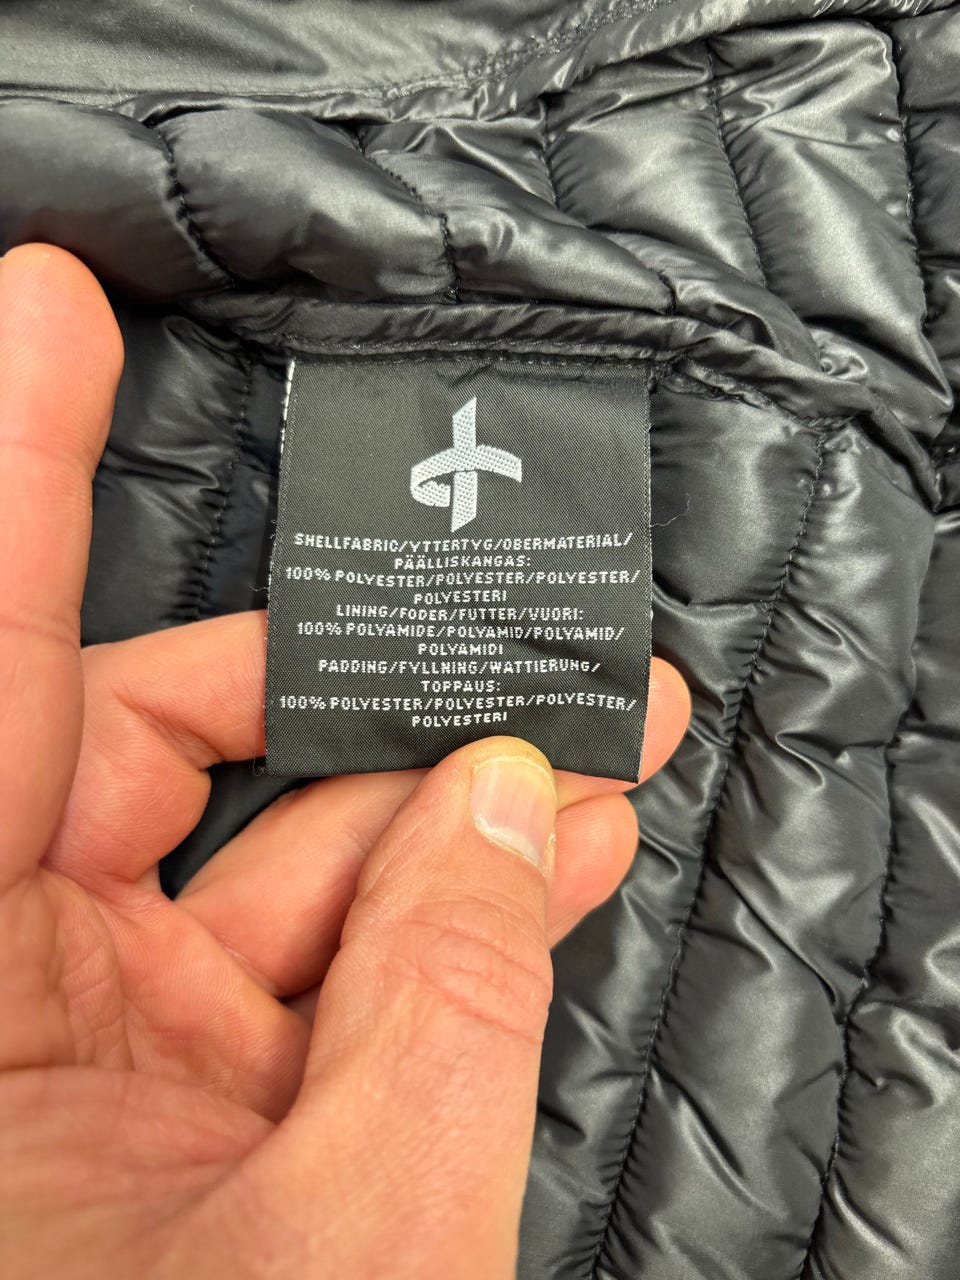 SHELLFABRIC/YTTERTYG/OBERMATERIAL/
PÄÄLLISKANGAS:
100% POLYESTER/POLYESTER/POLYESTER/
POLYESTERI
LINING/FODER/FUTTER/VUORI:
100% POLYAMIDE/POLYAMID/POLYAMID/
POLYAMIDI
PADDING/FYLLNING/WATTIERUNG/
TOPPAUS:
100% POLYESTER/POLYESTER/POLYESTER/
POLYESTERI